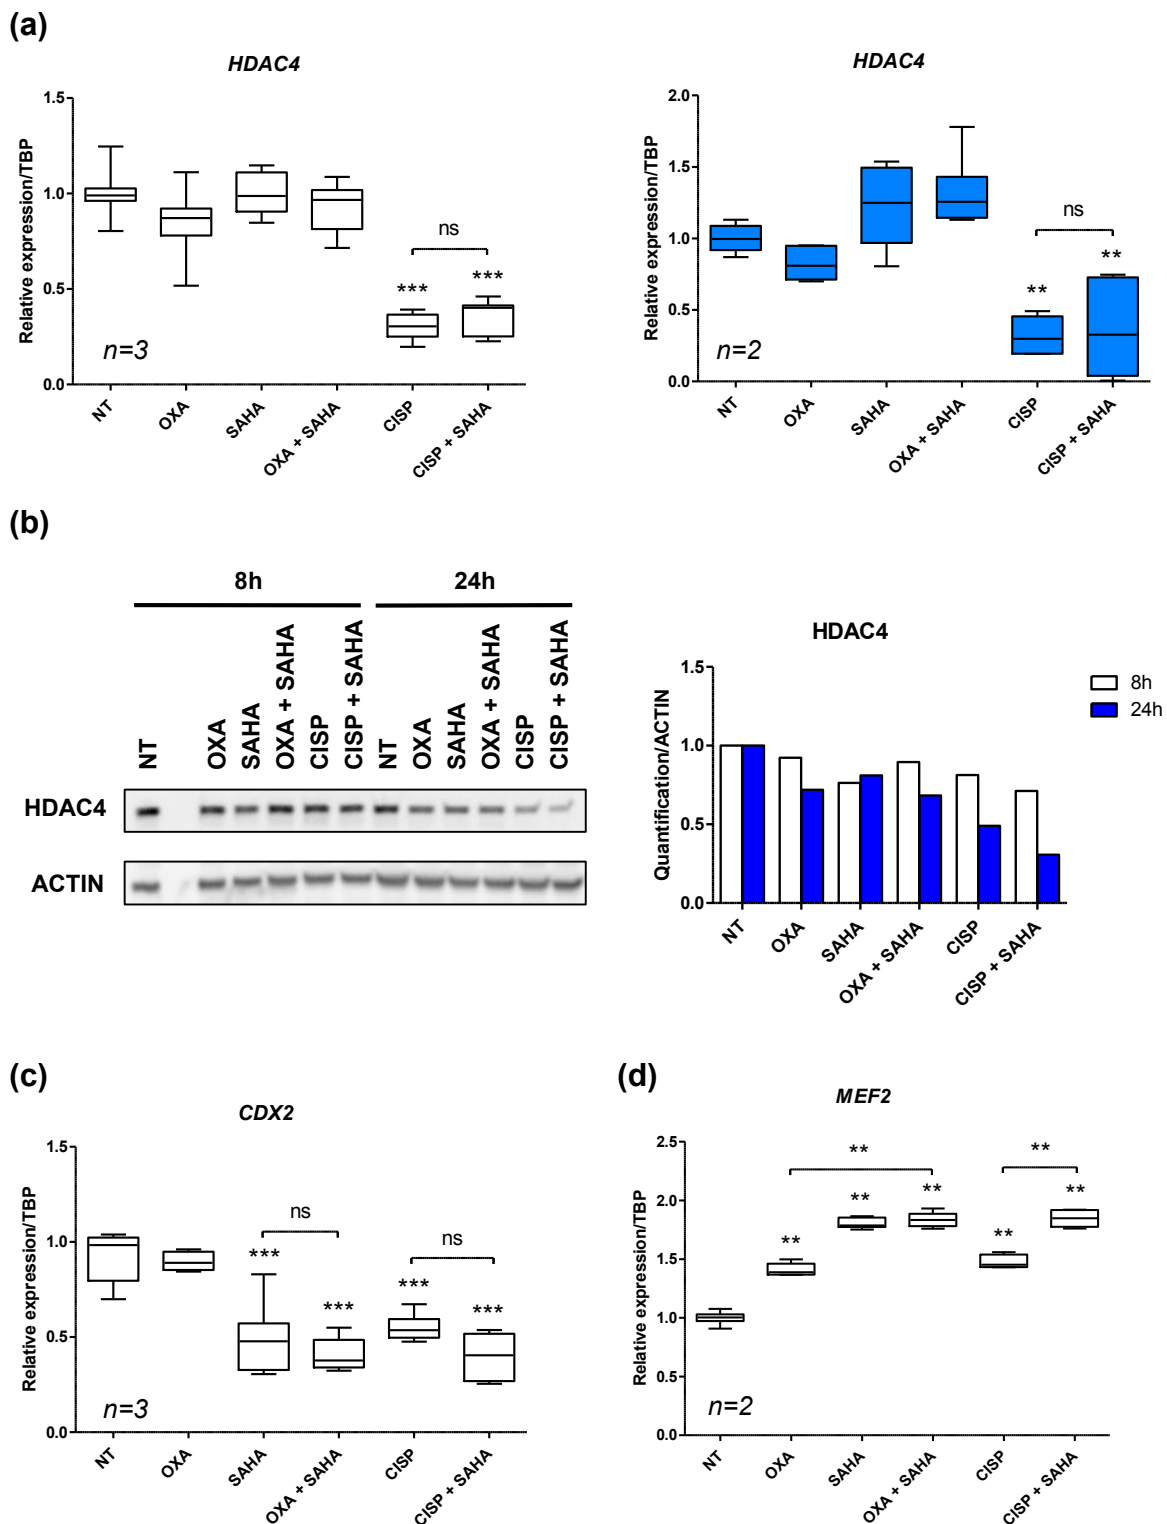 (a)
HDAC4
Relative expression/TBP
1.5
1.0
0.5
0.0
ns
***
***
n=3
NT
OXA
SAHA
OXA + SAHA
CISP
CISP + SAHA
HDAC4
Relative expression/TBP
2.0
1.5
1.0
0.5
0.0
ns
**
**
n=2
NT
OXA
SAHA
OXA + SAHA
CISP
CISP + SAHA
(b)
8h
24h
NT
OXA
SAHA
OXA + SAHA
CISP
CISP + SAHA
NT
OXA
SAHA
OXA + SAHA
CISP
CISP + SAHA
HDAC4
ACTIN
HDAC4
Quantification/ACTIN
1.5
1.0
0.5
0.0
8h
24h
NT
OXA
SAHA
OXA + SAHA
CISP
CISP + SAHA
(c)
CDX2
Relative expression/TBP
1.5
1.0
0.5
0.0
ns
ns
***
***
***
***
n=3
NT
OXA
SAHA
OXA + SAHA
CISP
CISP + SAHA
(d)
MEF2
Relative expression/TBP
2.5
2.0
1.5
1.0
0.5
0.0
**
**
**
**
**
**
**
n=2
NT
OXA
SAHA
OXA + SAHA
CISP
CISP + SAHA